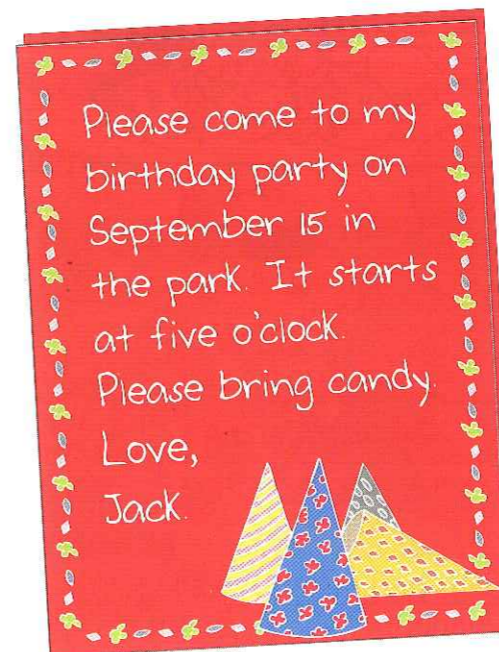 Please come to my
birthday party on
September 15 in
the park. It starts
at five o'clock.
Please bring candy.
Love,
Jack.